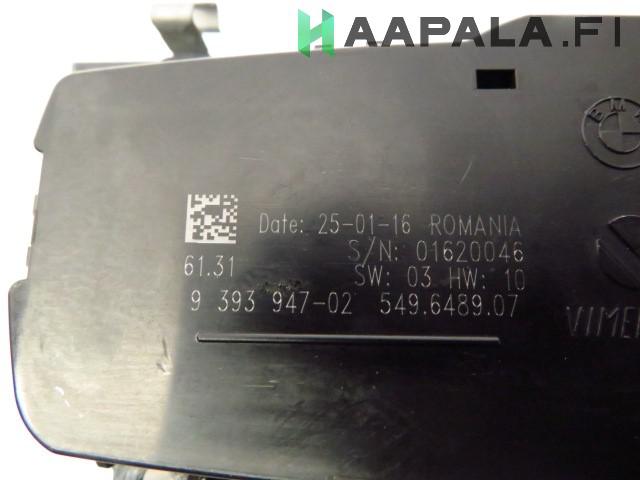 HAAPALA.FI
BMW
Date: 25-01-16 ROMANIA
S/N: 01620046
61.31 SW: 03 HW: 10
9 393 947-02 549.6489.07